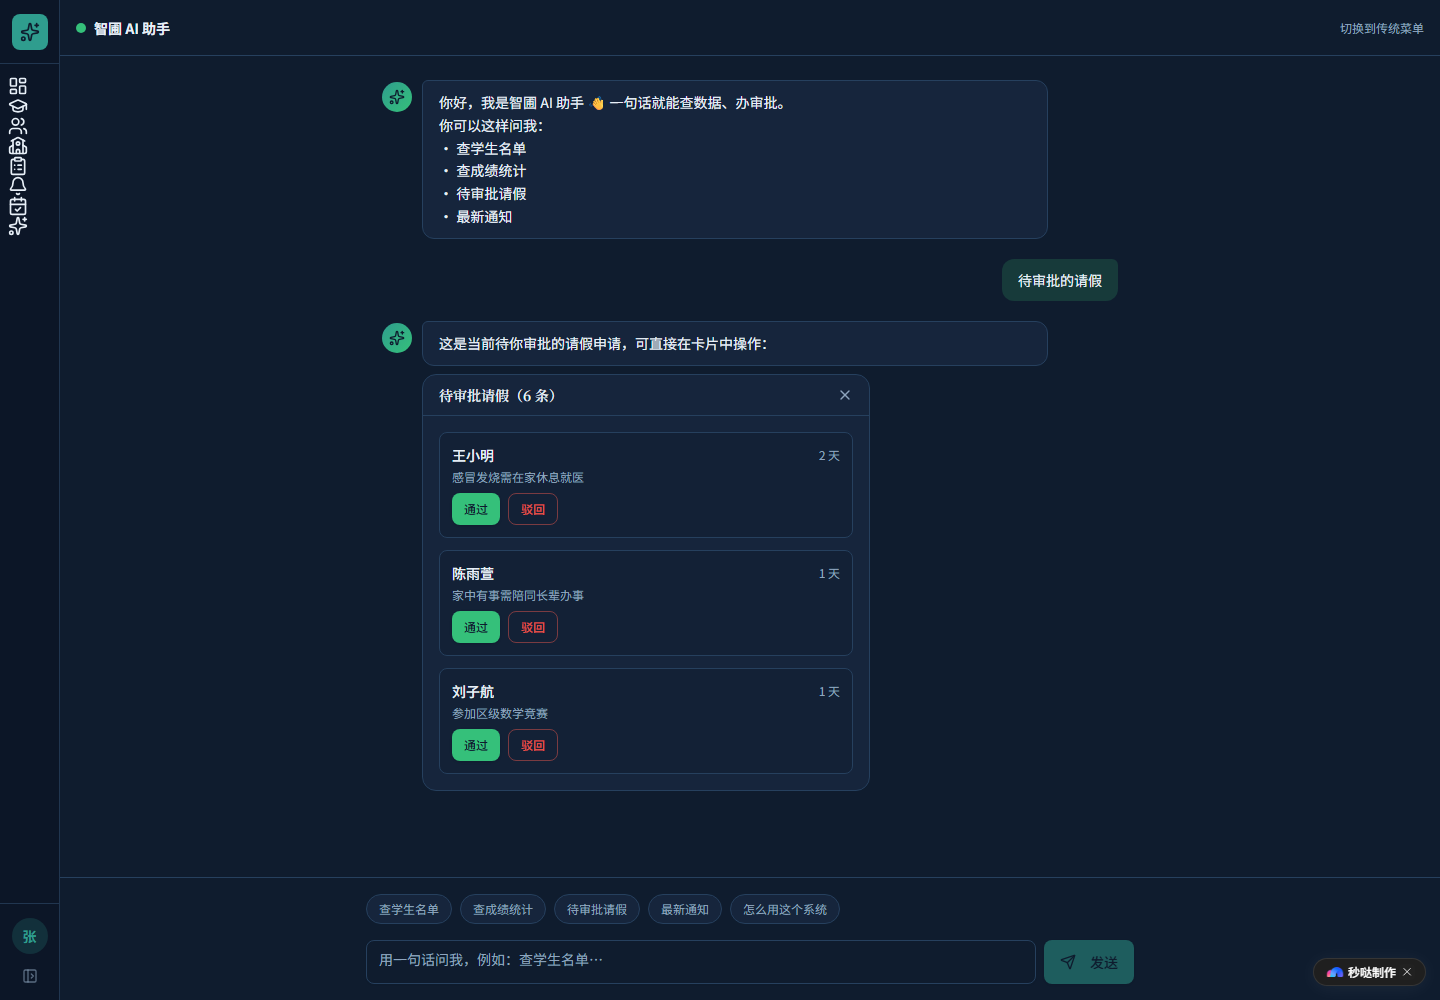 智圃 AI 助手
切换到传统菜单
你好，我是智圃 AI 助手 👋 一句话就能查数据、办审批。
你可以这样问我：
• 查学生名单
• 查成绩统计
• 待审批请假
• 最新通知
待审批的请假
这是当前待你审批的请假申请，可直接在卡片中操作：
待审批请假（6 条）
王小明
2 天
感冒发烧需在家休息就医
通过
驳回
陈雨萱
1 天
家中有事需陪同长辈办事
通过
驳回
刘子航
1 天
参加区级数学竞赛
通过
驳回
查学生名单
查成绩统计
待审批请假
最新通知
怎么用这个系统
用一句话问我，例如：查学生名单…
发送
张
秒哒制作